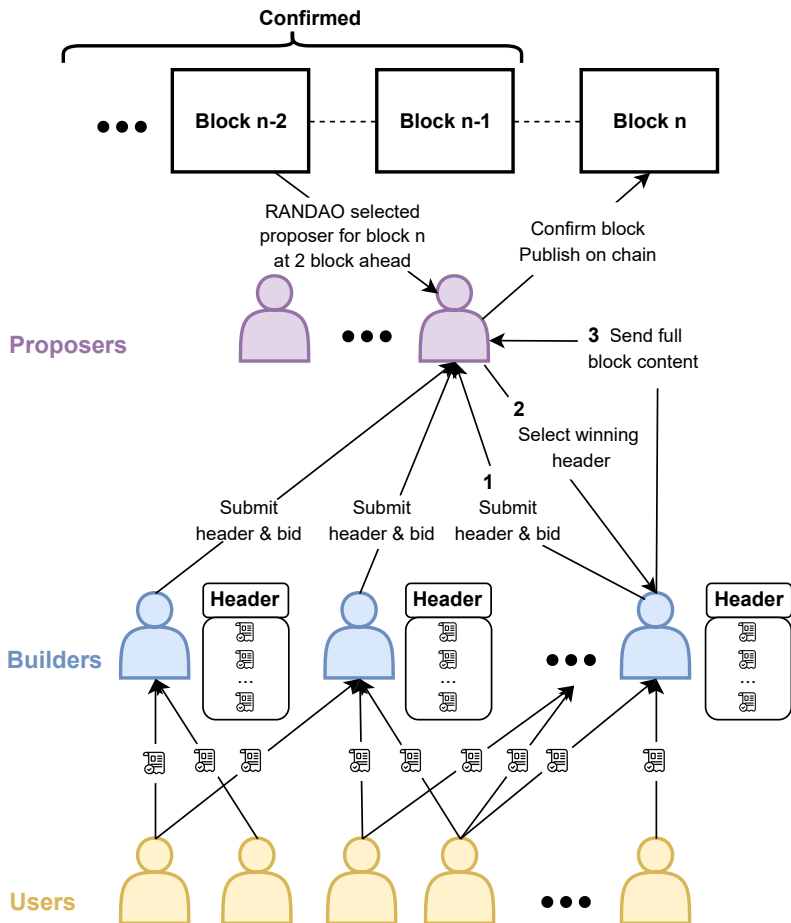 Confirmed
Block n-2
Block n-1
Block n
RANDAO selected
proposer for block n
at 2 block ahead
Confirm block
Publish on chain
Proposers
3 Send full
block content
2
Select winning
header
1
Submit
header & bid
Submit
header & bid
Submit
header & bid
Header
...
Header
...
Header
...
Builders
Users